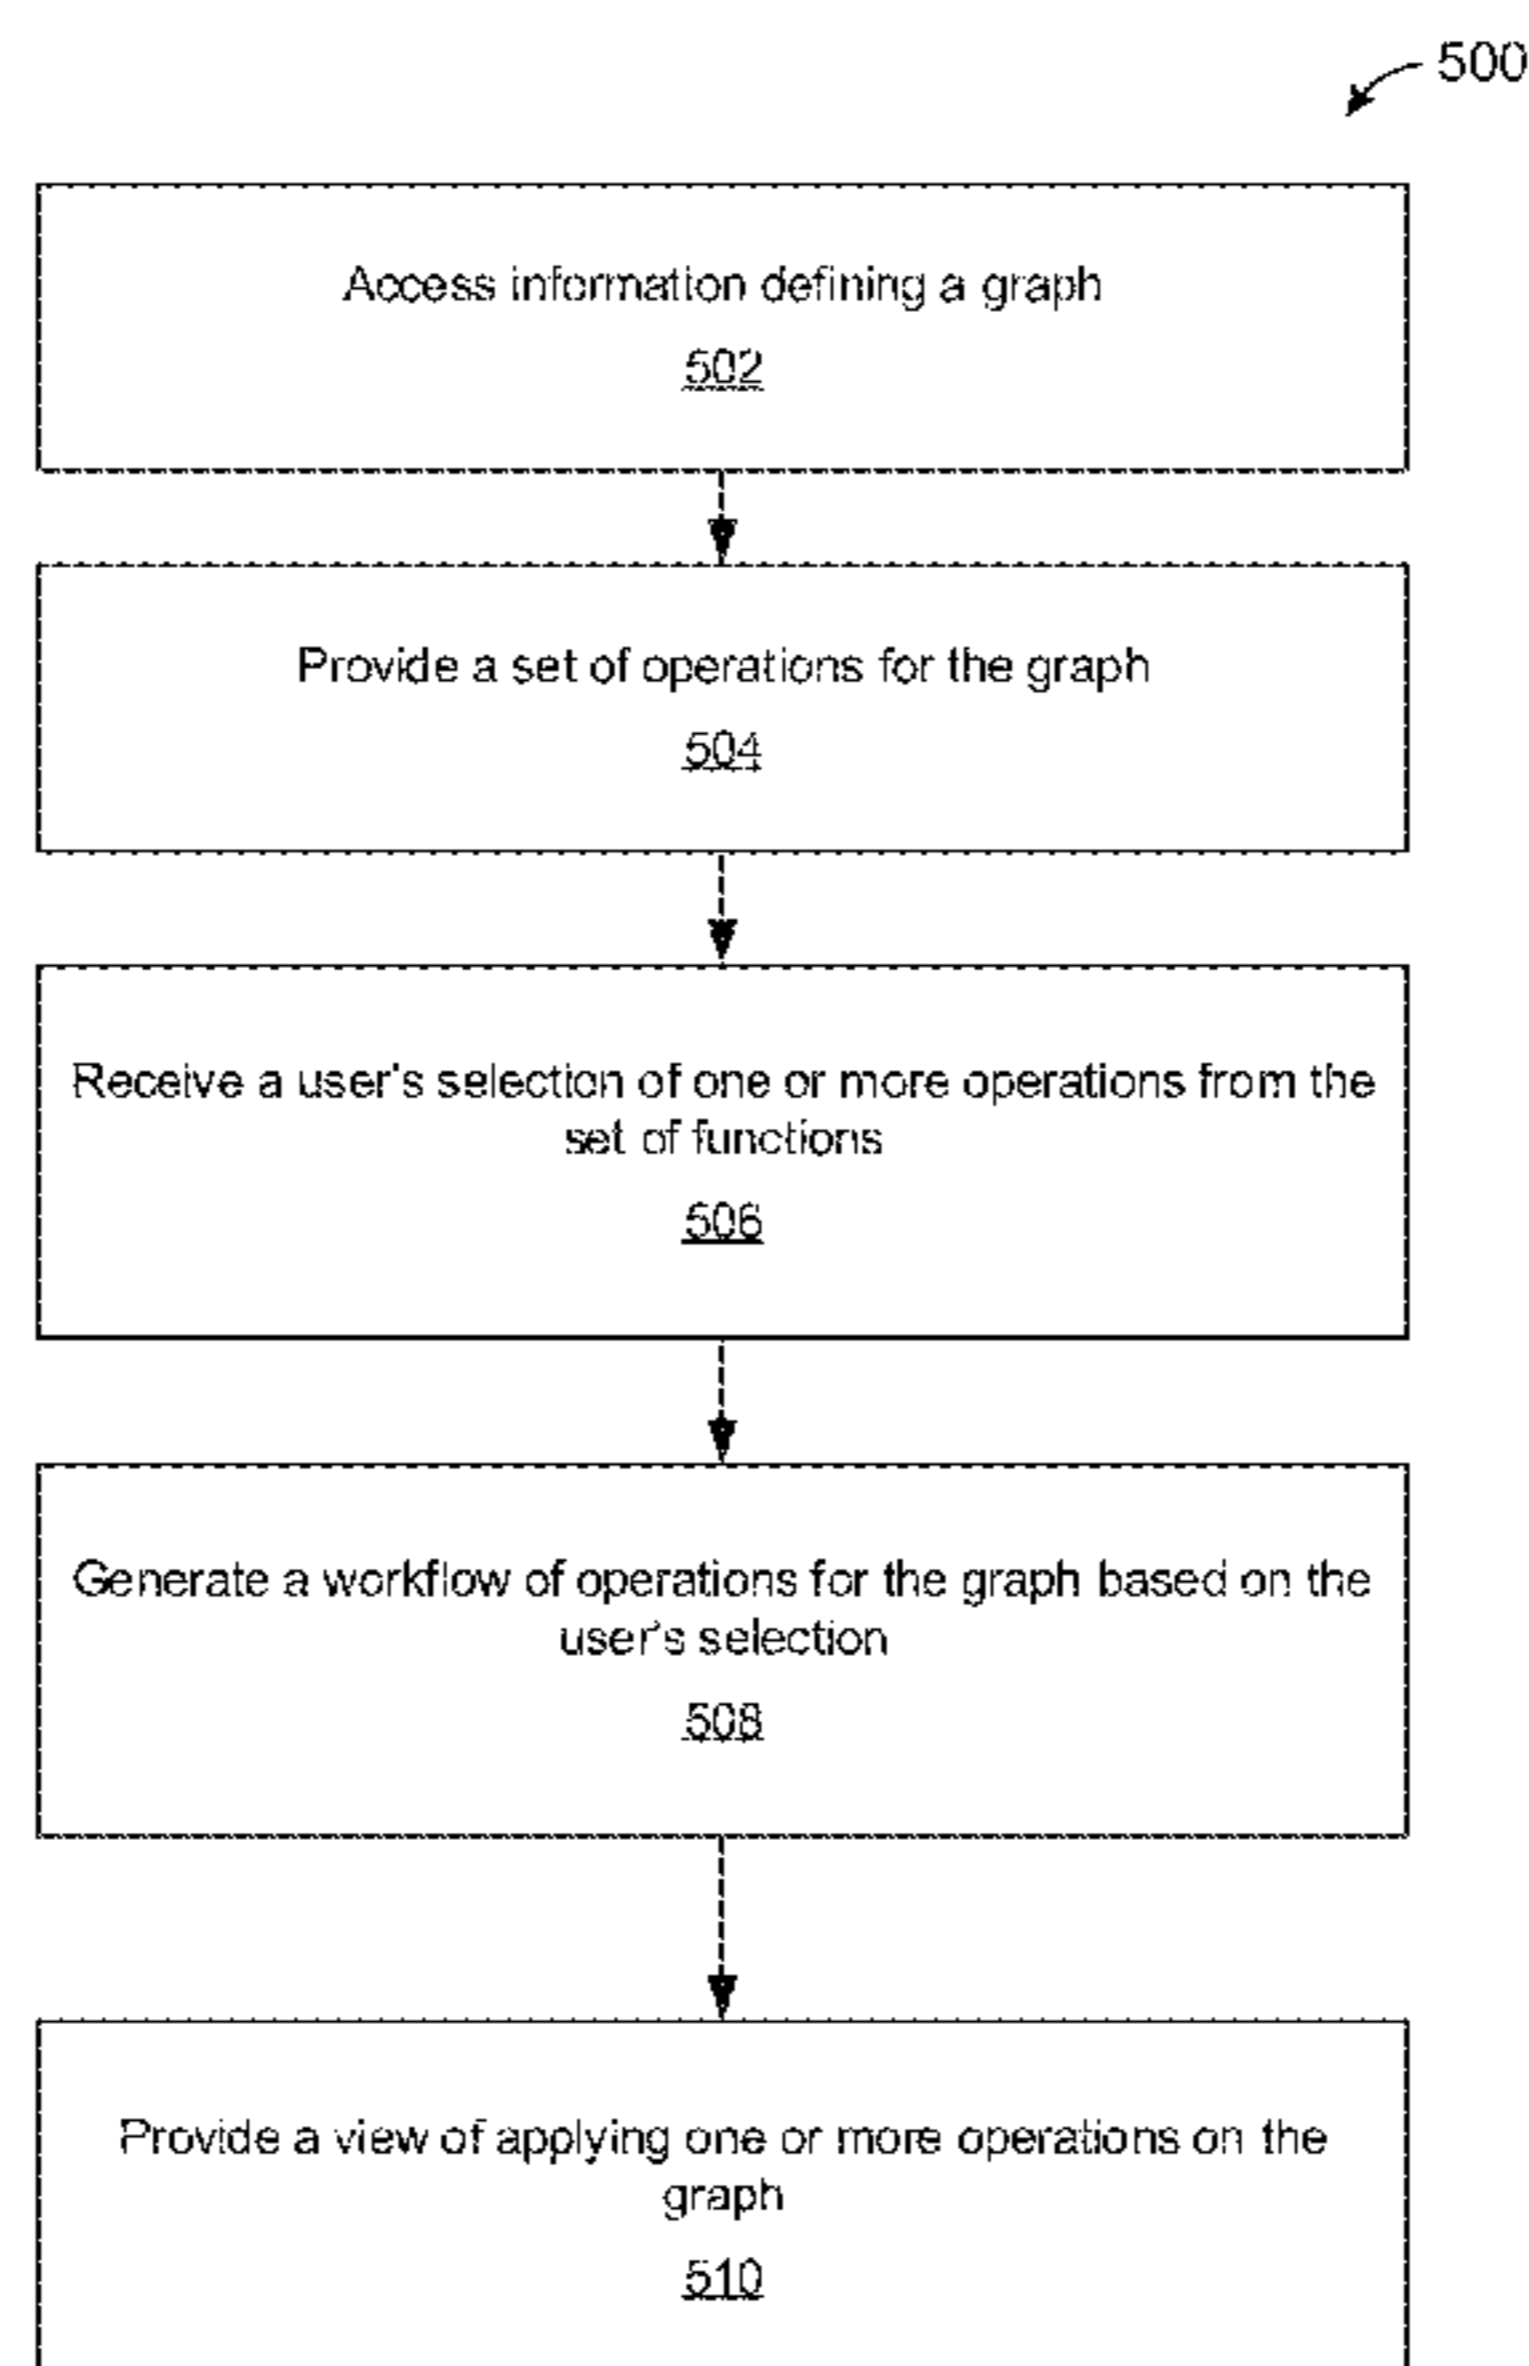 500
Access information defining a graph
502
Provide a set of operations for the graph
504
Receive a user's selection of one or more operations from the
set of functions
506
Generate a workflow of operations for the graph based on the
user's selection
508
Provide a view of applying one or more operations on the
graph
510